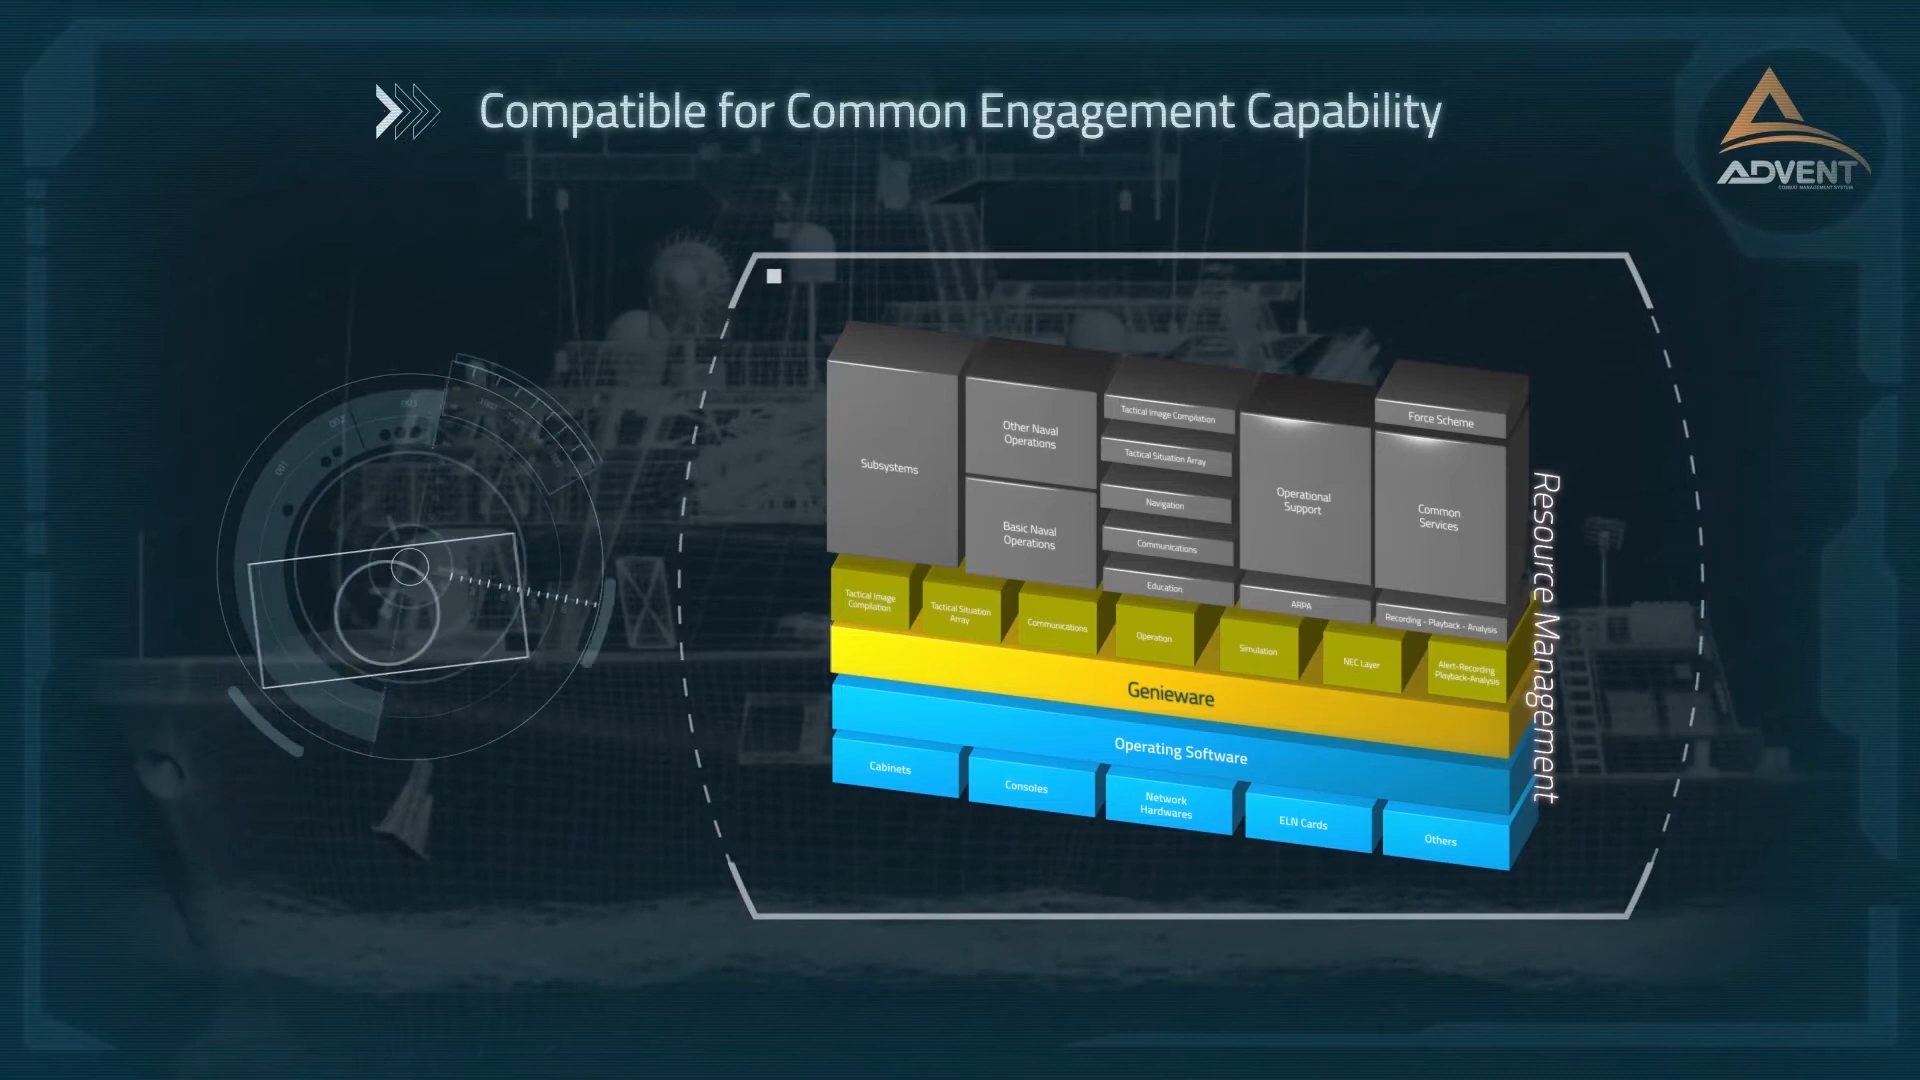 Compatible for Common Engagement Capability
ADVENT
COMBAT MANAGEMENT SYSTEM
Subsystems
Other Naval
Operations
Basic Naval
Operations
Tactical Image Compilation
Tactical Situation Array
Navigation
Communications
Education
Operational
Support
ARPA
Force Scheme
Common
Services
Recording - Playback - Analysis
Tactical Image
Compilation
Tactical Situation
Array
Communications
Operation
Simulation
NEC Layer
Alert-Recording
Playback-Analysis
Genieware
Operating Software
Cabinets
Consoles
Network
Hardwares
ELN Cards
Others
Resource Management